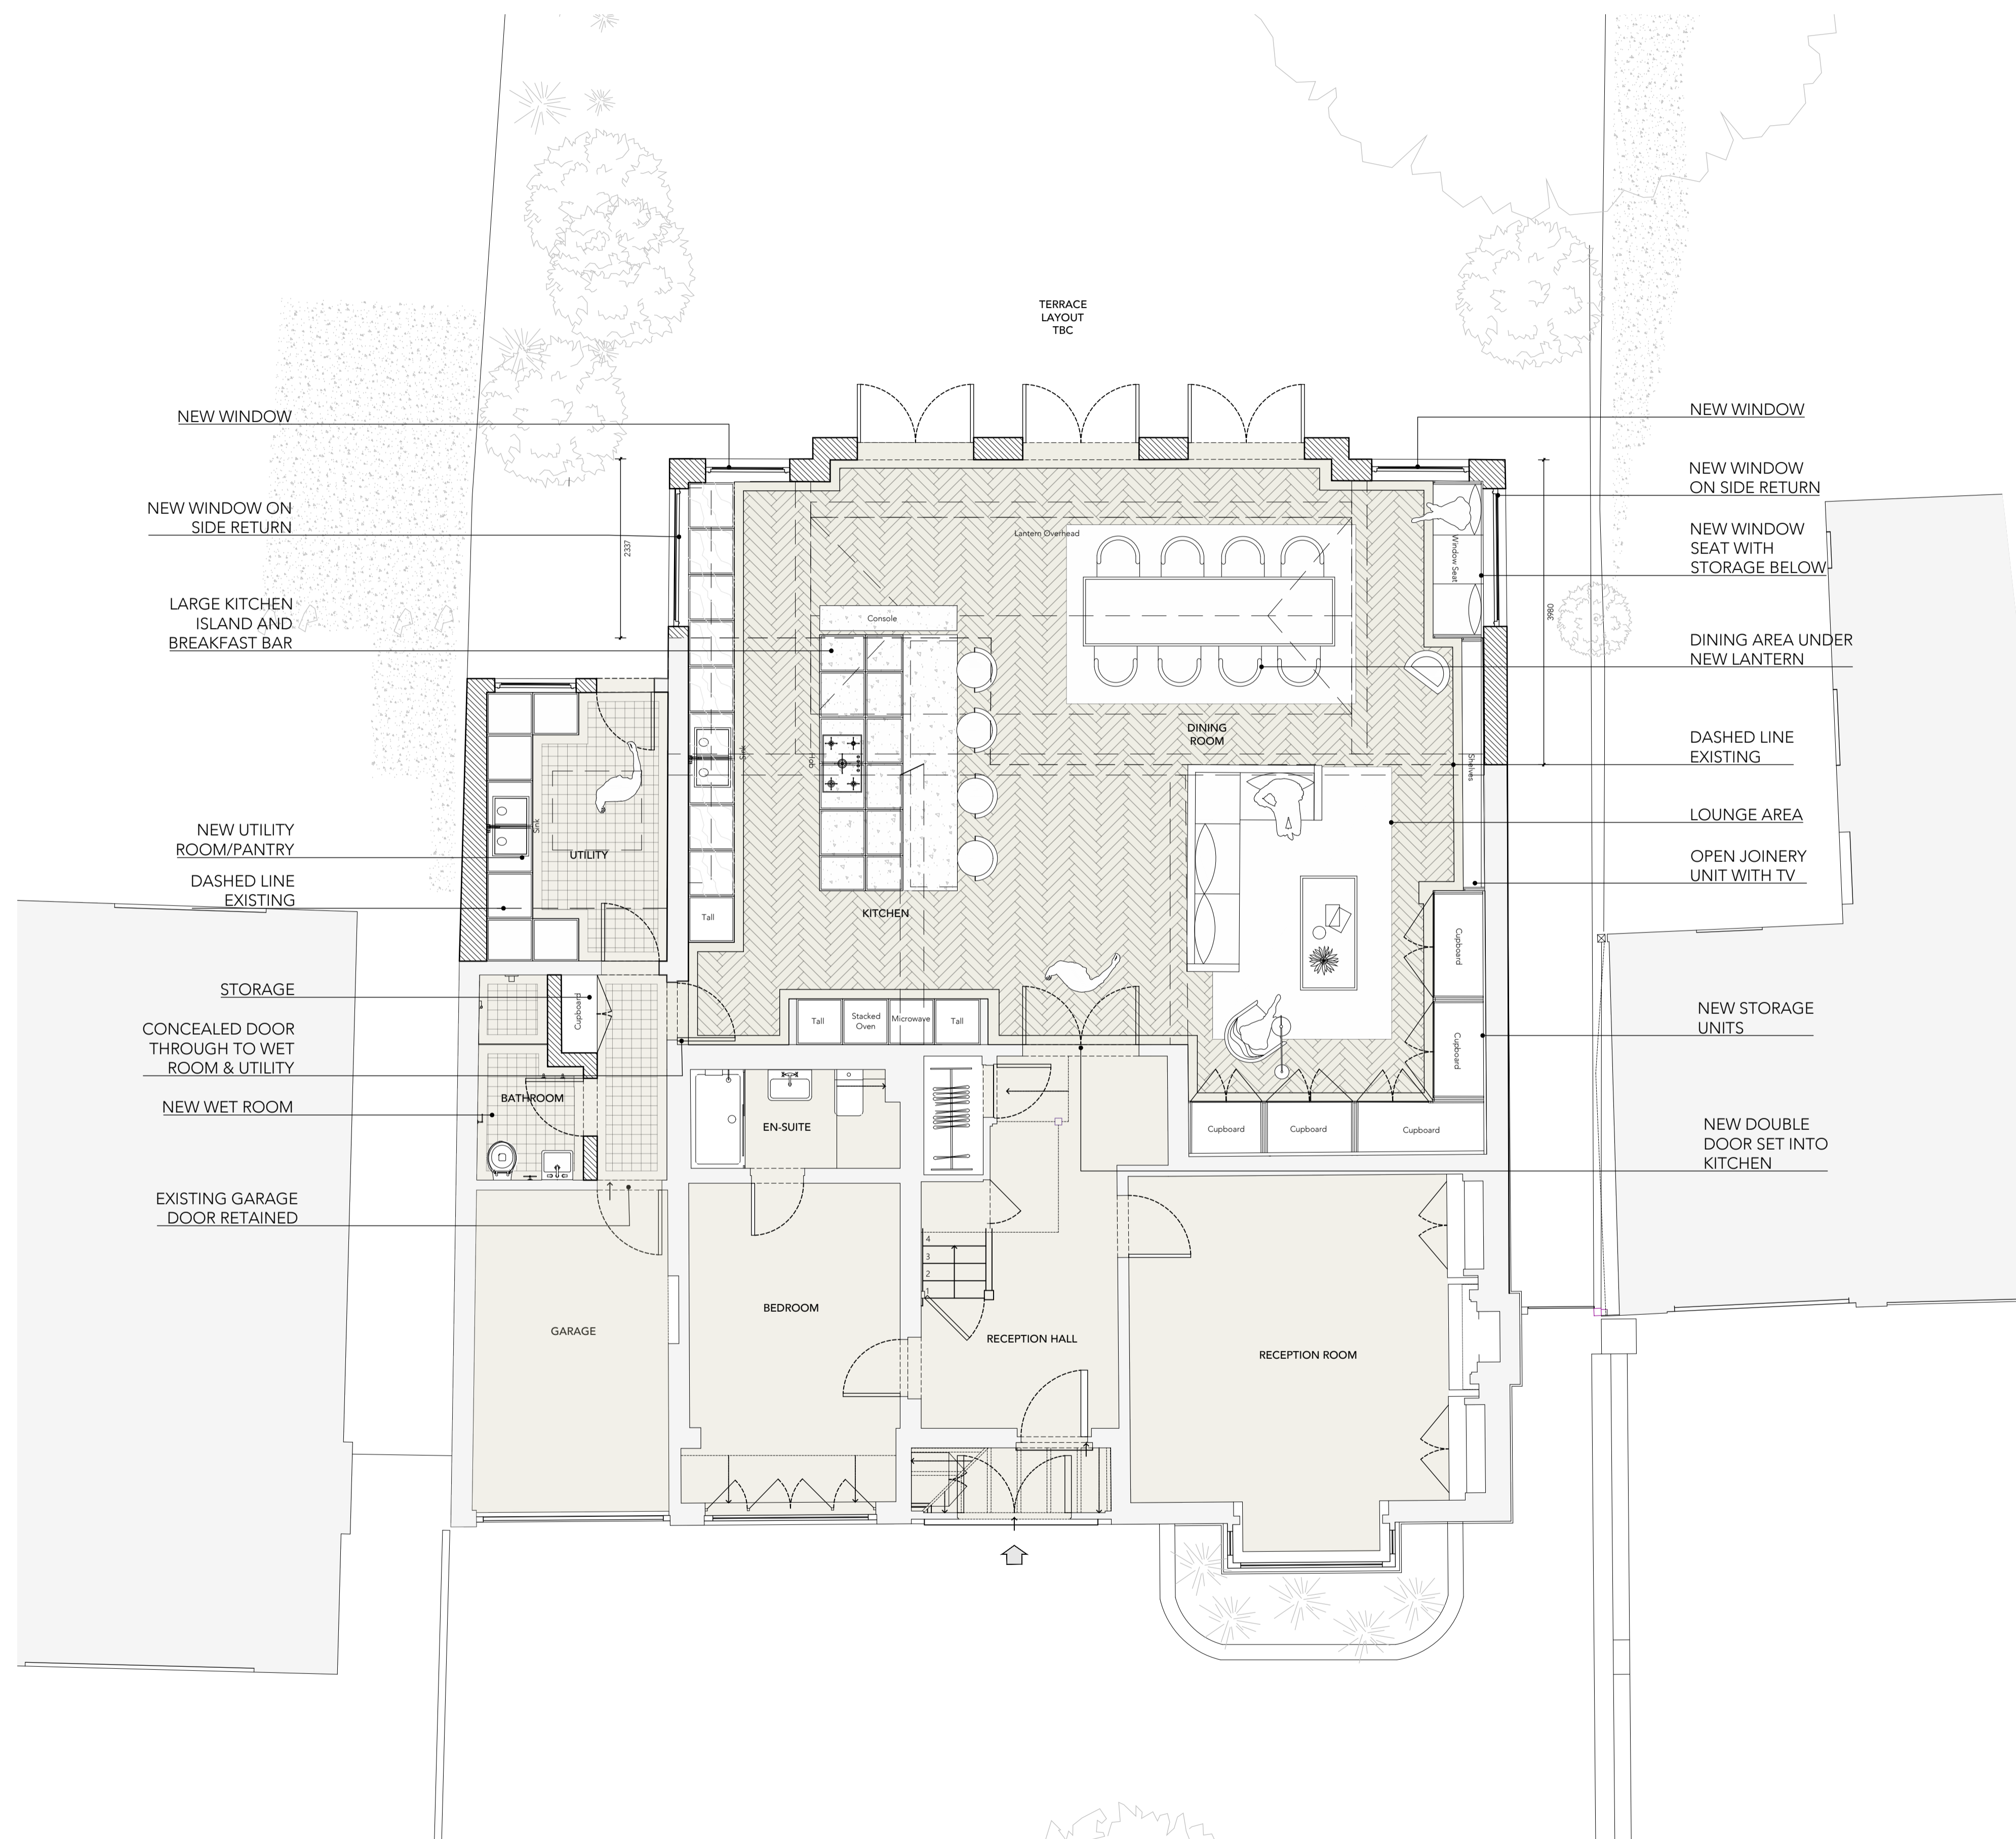 TERRACE
LAYOUT
TBC
NEW WINDOW
NEW WINDOW ON
SIDE RETURN
LARGE KITCHEN
ISLAND AND
BREAKFAST BAR
NEW UTILITY
ROOM/PANTRY
DASHED LINE
EXISTING
STORAGE
CONCEALED DOOR
THROUGH TO WET
ROOM & UTILITY
NEW WET ROOM
EXISTING GARAGE
DOOR RETAINED
2337
Lantern Overhead
Console
Window Seat
3980
DINING
ROOM
Sink
Hob
Shelves
Sink
UTILITY
KITCHEN
Tall
Cupboard
Cupboard
Tall
Stacked
Oven
Microwave
Tall
Cupboard
Cupboard
Cupboard
Cupboard
BATHROOM
EN-SUITE
Cupboard
4
3
2
1
GARAGE
BEDROOM
RECEPTION HALL
RECEPTION ROOM
NEW WINDOW
NEW WINDOW
ON SIDE RETURN
NEW WINDOW
SEAT WITH
STORAGE BELOW
DINING AREA UNDER
NEW LANTERN
DASHED LINE
EXISTING
LOUNGE AREA
OPEN JOINERY
UNIT WITH TV
NEW STORAGE
UNITS
NEW DOUBLE
DOOR SET INTO
KITCHEN